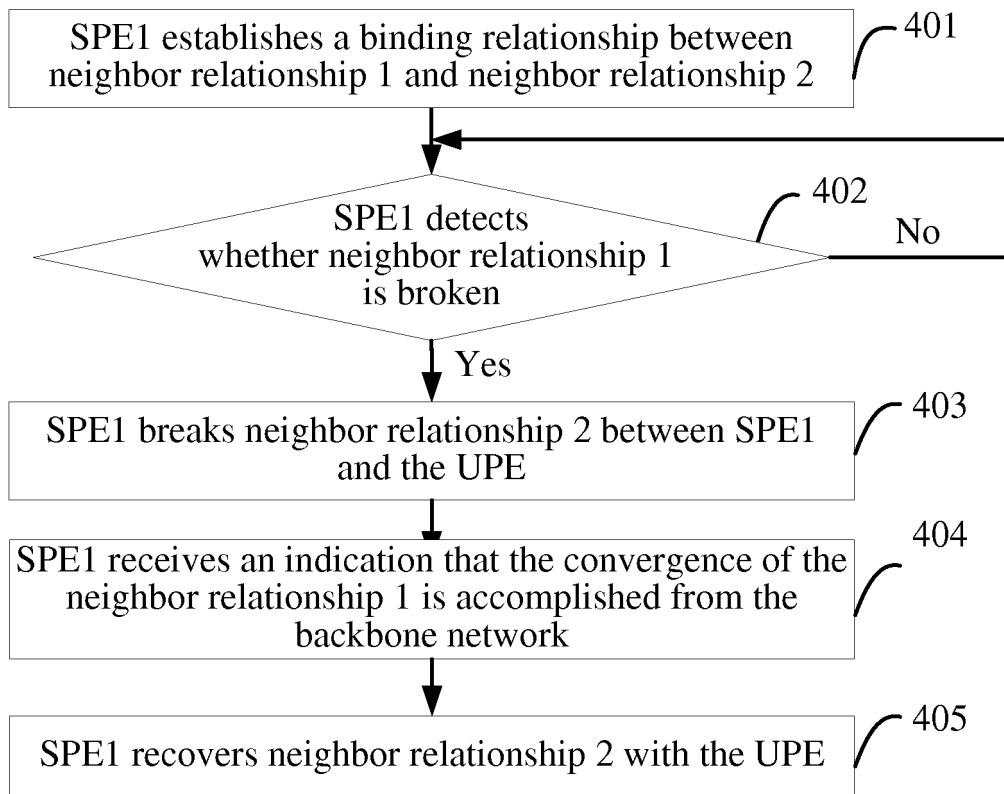 SPE1 establishes a binding relationship between
neighbor relationship 1 and neighbor relationship 2
401
SPE1 detects
whether neighbor relationship 1
is broken
402
No
Yes
SPE1 breaks neighbor relationship 2 between SPE1
and the UPE
403
SPE1 receives an indication that the convergence of the
neighbor relationship 1 is accomplished from the
backbone network
404
SPE1 recovers neighbor relationship 2 with the UPE
405